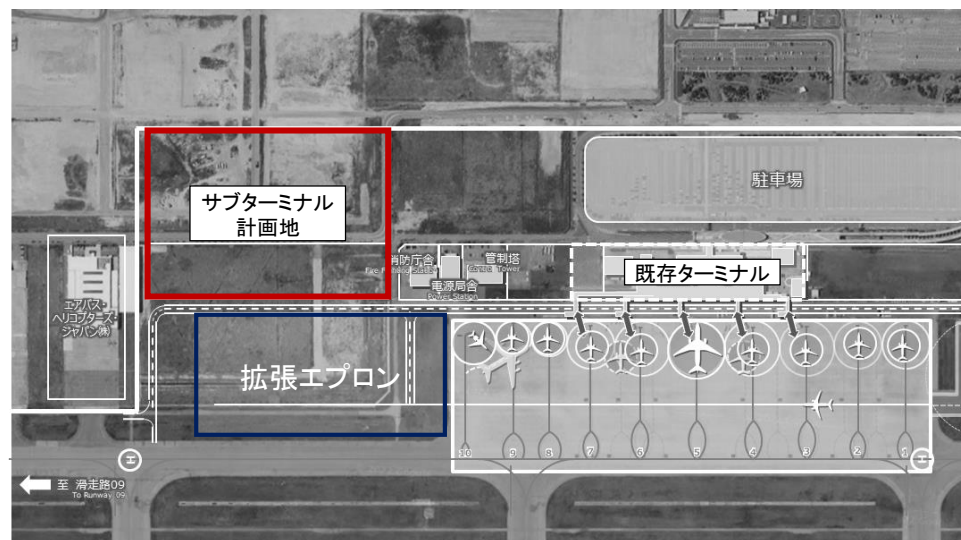 サブターミナル
計画地
駐車場
消防庁舎
Fire Fighting Station
管制塔
Control Tower
電源局舎
Power Station
既存ターミナル
エアバス・
ヘリコプターズ・
ジャパン㈱
拡張エプロン
10 9 8 7 6 5 4 3 2 1
H
H
至 滑走路09
To Runway 09